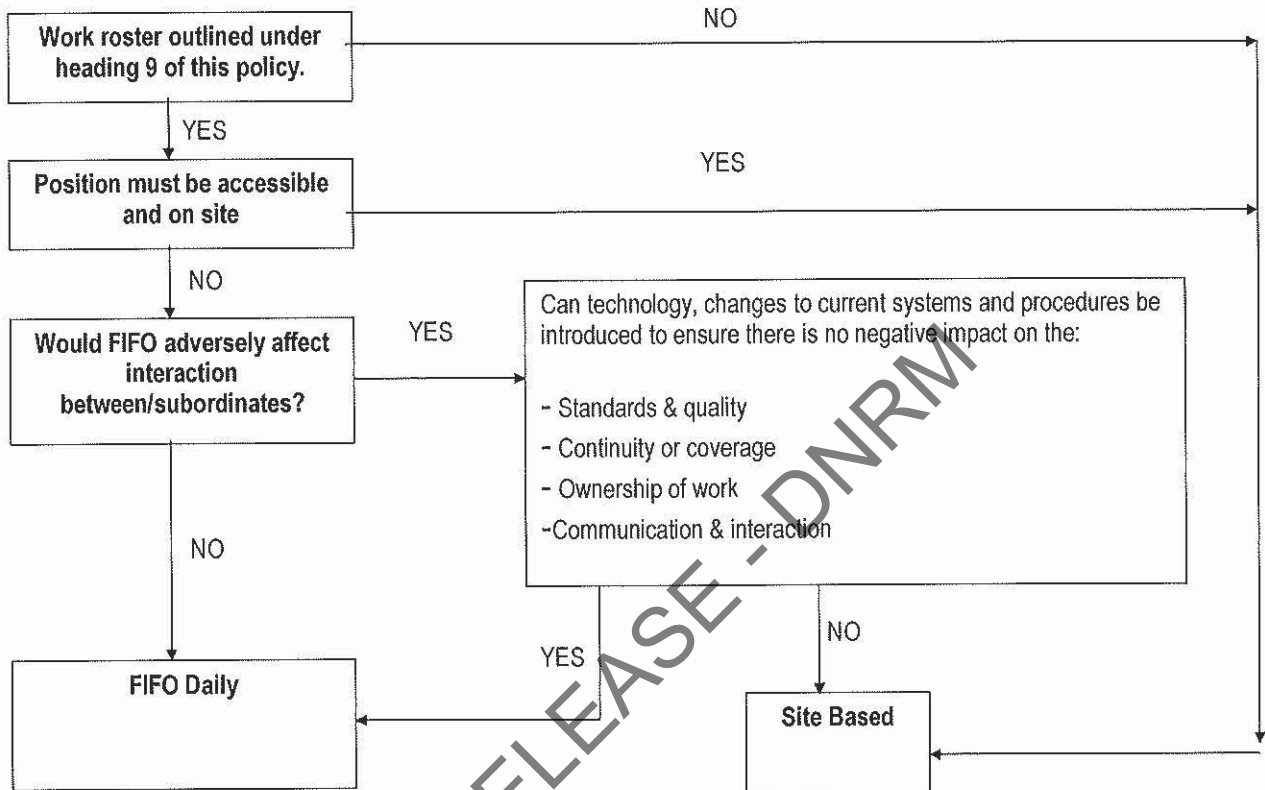 NO
Work roster outlined under
heading 9 of this policy.
YES
YES
Position must be accessible
and on site
NO
Can technology, changes to current systems and procedures be
introduced to ensure there is no negative impact on the:
YES
Would FIFO adversely affect
interaction
between/subordinates?
- Standards & quality
- Continuity or coverage
- Ownership of work
-Communication & interaction
NO
NO
YES
FIFO Daily
Site Based
ELEASE - DNRM